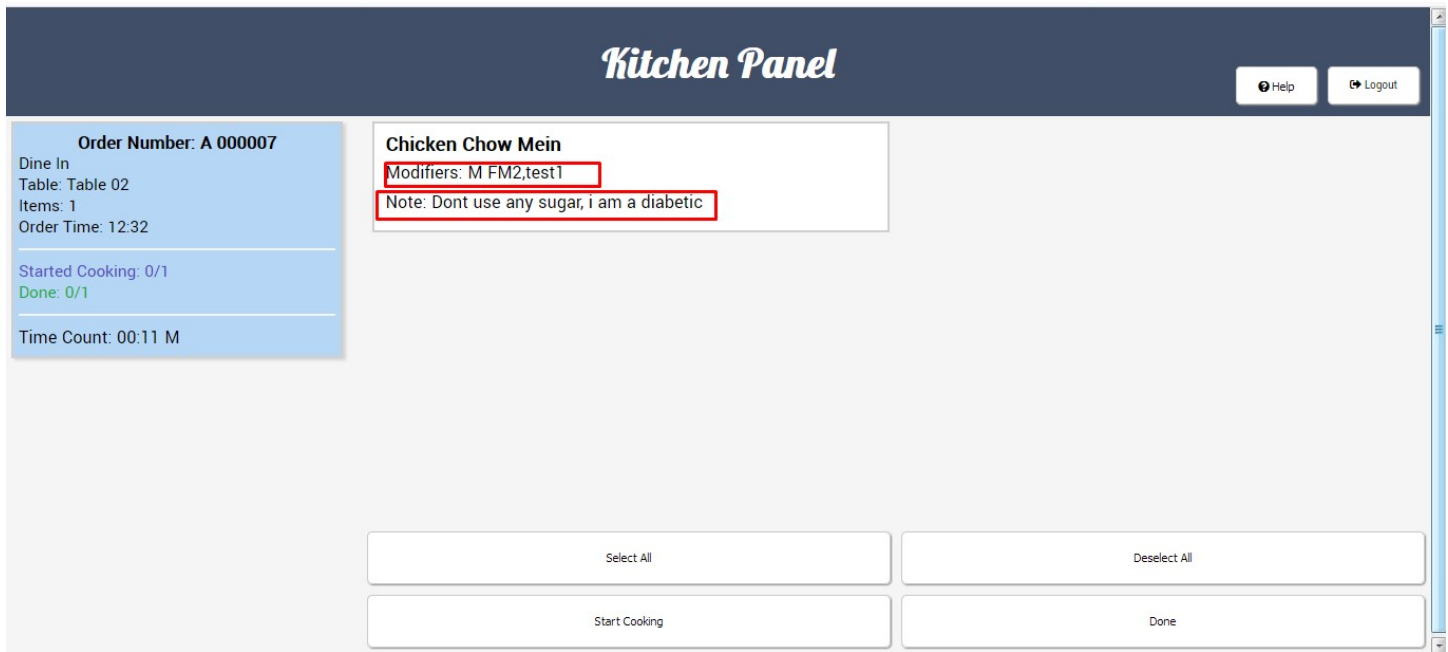 Kitchen Panel
Help
Logout
Order Number: A 000007
Dine In
Table: Table 02
Items: 1
Order Time: 12:32
Started Cooking: 0/1
Done: 0/1
Time Count: 00:11 M
Chicken Chow Mein
Modifiers: M FM2,test1
Note: Dont use any sugar, i am a diabetic
Select All
Deselect All
Start Cooking
Done